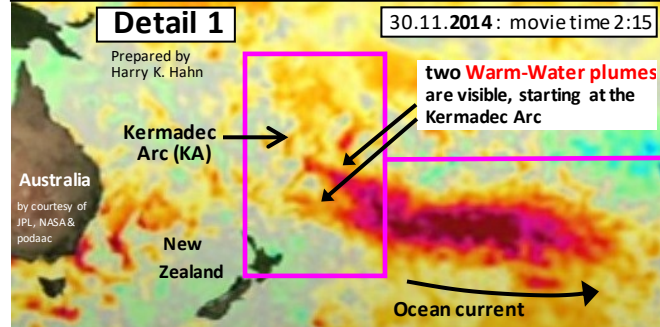 Detail 1
30.11.2014 : movie time 2:15
Prepared by
Harry K. Hahn
two Warm-Water plumes
are visible, starting at the
Kermadec Arc
Kermadec
Arc (KA)
Australia
by courtesy of
JPL, NASA &
podaac
New
Zealand
Ocean current